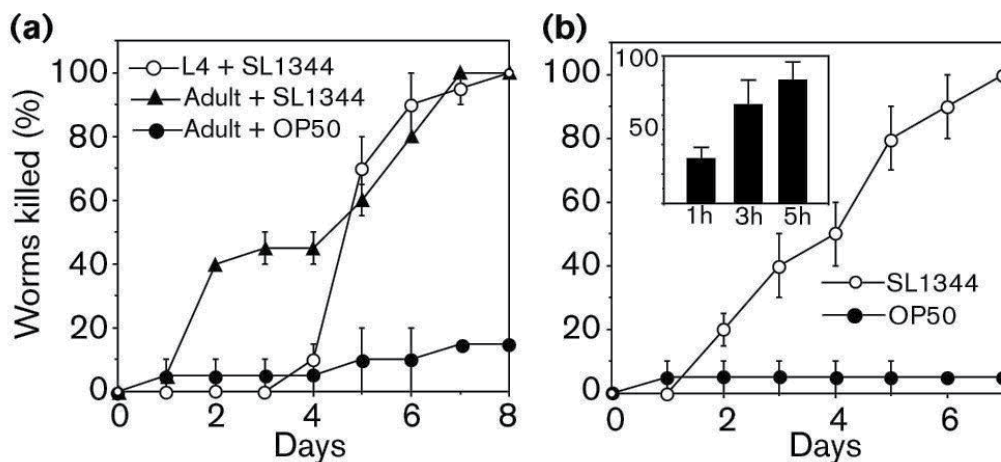 (a)
L4 + SL1344
Adult + SL1344
Adult + OP50
Worms killed (%)
100
80
60
40
20
0
0 2 4 6 8
Days
(b)
100
50
1h 3h 5h
SL1344
OP50
100
80
60
40
20
0
0 2 4 6
Days